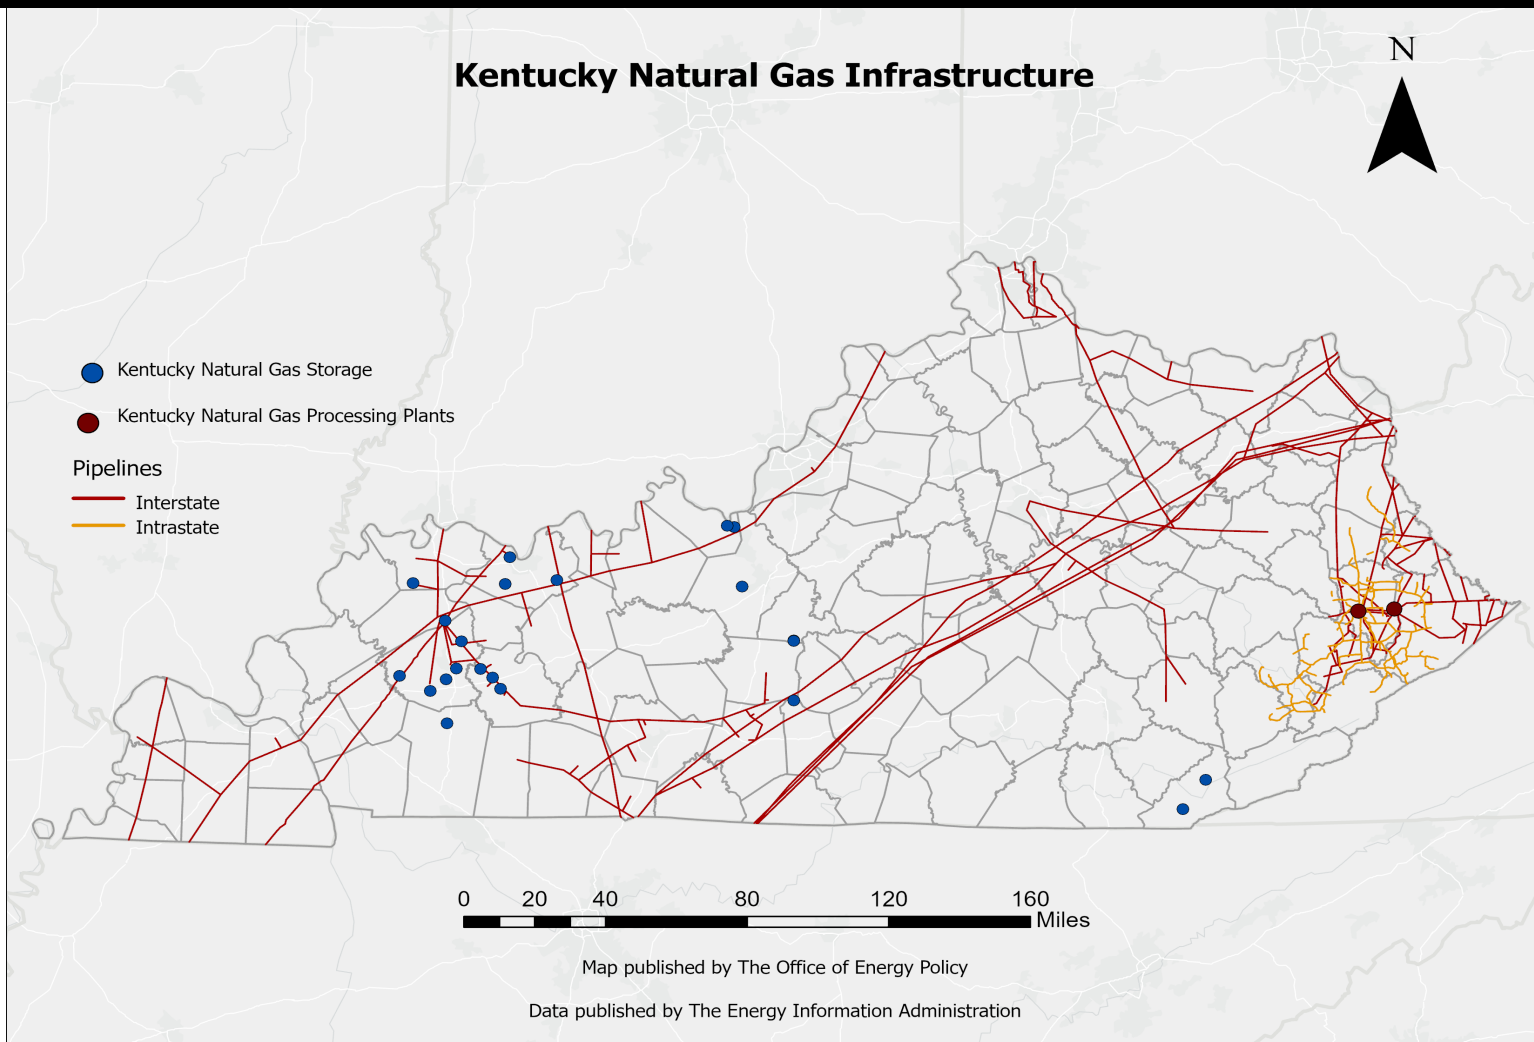 Kentucky Natural Gas Infrastructure
N
Kentucky Natural Gas Storage
Kentucky Natural Gas Processing Plants
Pipelines
Interstate
Intrastate
0 20 40 80 120 160
Miles
Map published by The Office of Energy Policy
Data published by The Energy Information Administration